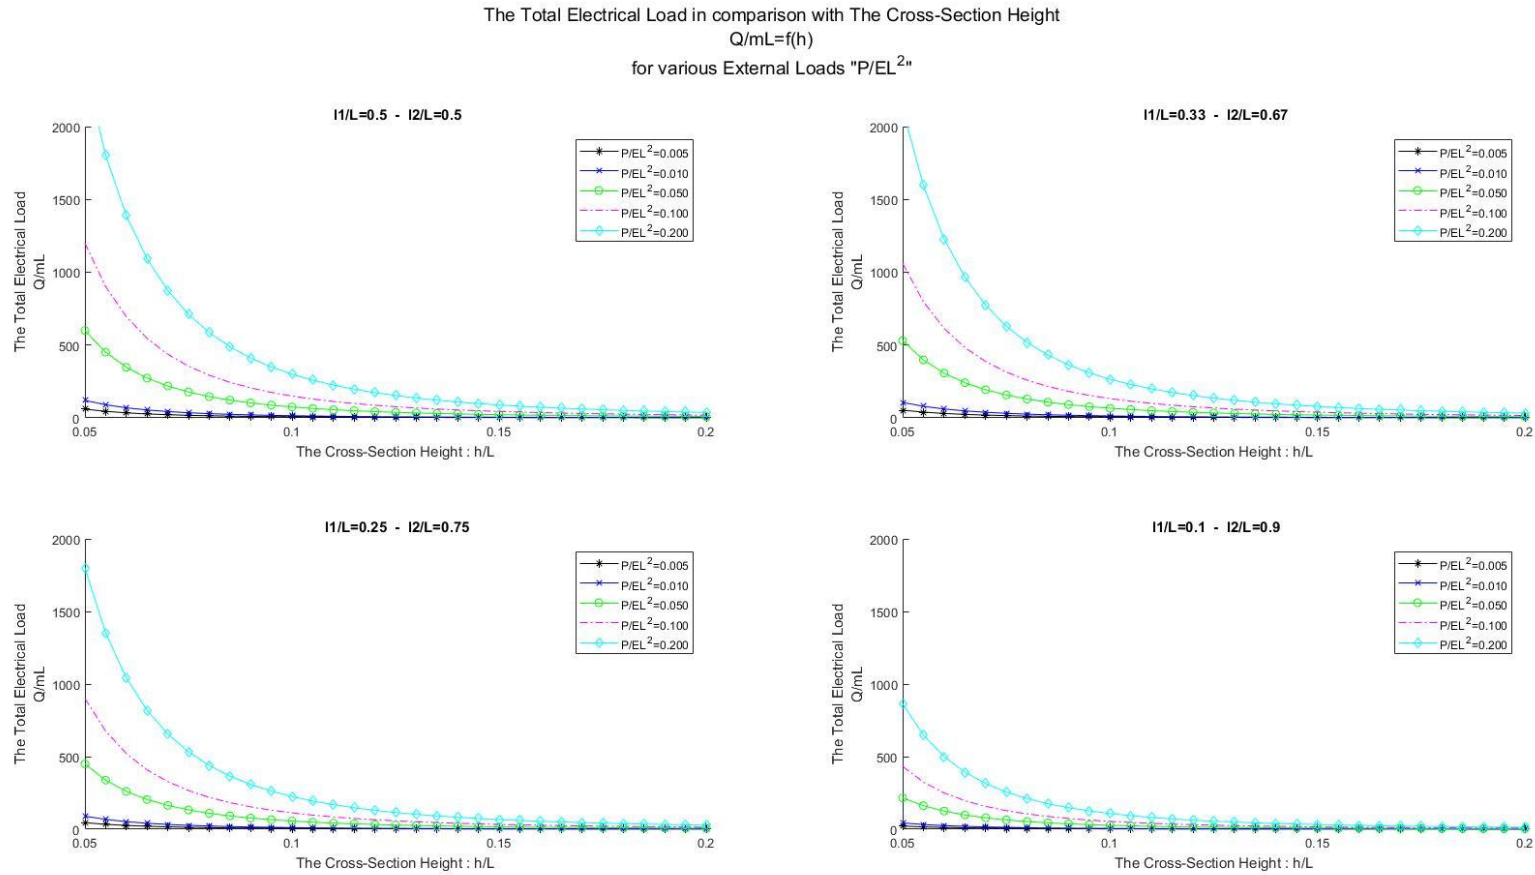 The Total Electrical Load in comparison with The Cross-Section Height
Q/mL=f(h)
for various External Loads "P/EL²"
l1/L=0.5 - l2/L=0.5
2000
1500
1000
500
0
The Total Electrical Load
Q/mL
P/EL²=0.005
P/EL²=0.010
P/EL²=0.050
P/EL²=0.100
P/EL²=0.200
0.05
0.1
0.15
0.2
The Cross-Section Height : h/L
l1/L=0.33 - l2/L=0.67
2000
1500
1000
500
0
The Total Electrical Load
Q/mL
P/EL²=0.005
P/EL²=0.010
P/EL²=0.050
P/EL²=0.100
P/EL²=0.200
0.05
0.1
0.15
0.2
The Cross-Section Height : h/L
l1/L=0.25 - l2/L=0.75
2000
1500
1000
500
0
The Total Electrical Load
Q/mL
P/EL²=0.005
P/EL²=0.010
P/EL²=0.050
P/EL²=0.100
P/EL²=0.200
0.05
0.1
0.15
0.2
The Cross-Section Height : h/L
l1/L=0.1 - l2/L=0.9
2000
1500
1000
500
0
The Total Electrical Load
Q/mL
P/EL²=0.005
P/EL²=0.010
P/EL²=0.050
P/EL²=0.100
P/EL²=0.200
0.05
0.1
0.15
0.2
The Cross-Section Height : h/L